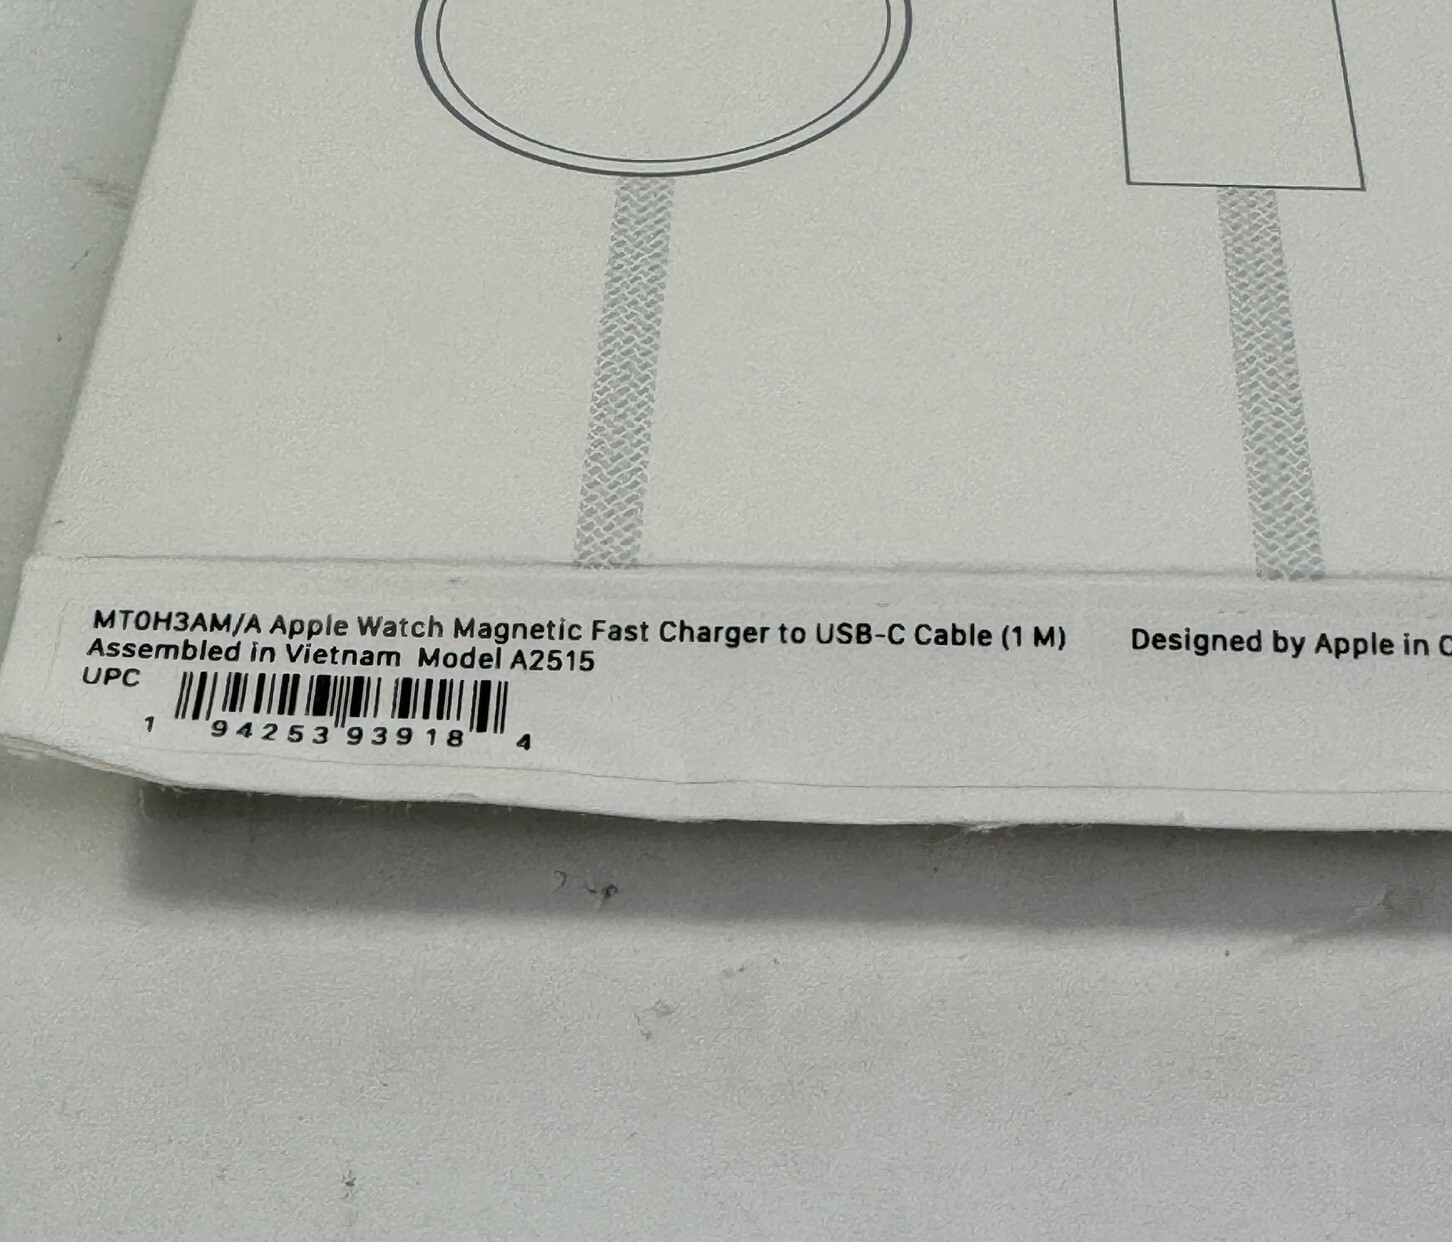 MT0H3AM/A Apple Watch Magnetic Fast Charger to USB-C Cable (1 M)
Designed by Apple in C
Assembled in Vietnam Model A2515
UPC
1 94253 93918 4